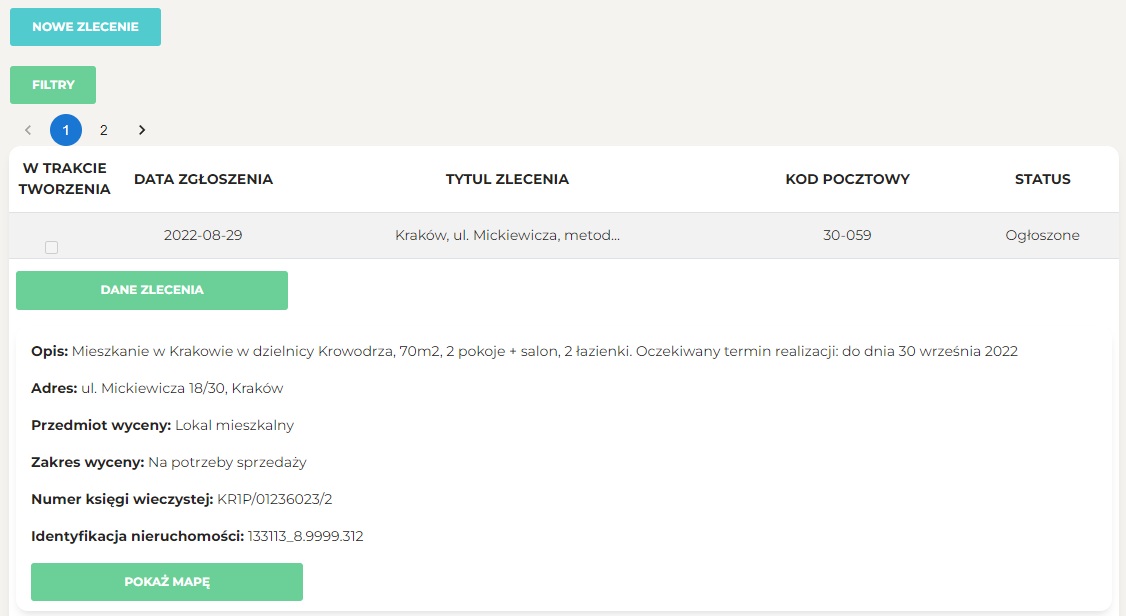 NOWE ZLECENIE
FILTRY
1 2
W TRAKCIE TWORZENIA DATA ZGŁOSZENIA TYTUL ZLECENIA KOD POCZTOWY STATUS
2022-08-29 Kraków, ul. Mickiewicza, metod... 30-059 Ogłoszone
DANE ZLECENIA
Opis: Mieszkanie w Krakowie w dzielnicy Krowodrza, 70m2, 2 pokoje + salon, 2 łazienki. Oczekiwany termin realizacji: do dnia 30 września 2022
Adres: ul. Mickiewicza 18/30, Kraków
Przedmiot wyceny: Lokal mieszkalny
Zakres wyceny: Na potrzeby sprzedaży
Numer księgi wieczystej: KR1P/01236023/2
Identyfikacja nieruchomości: 133113_8.9999.312
POKAŻ MAPĘ